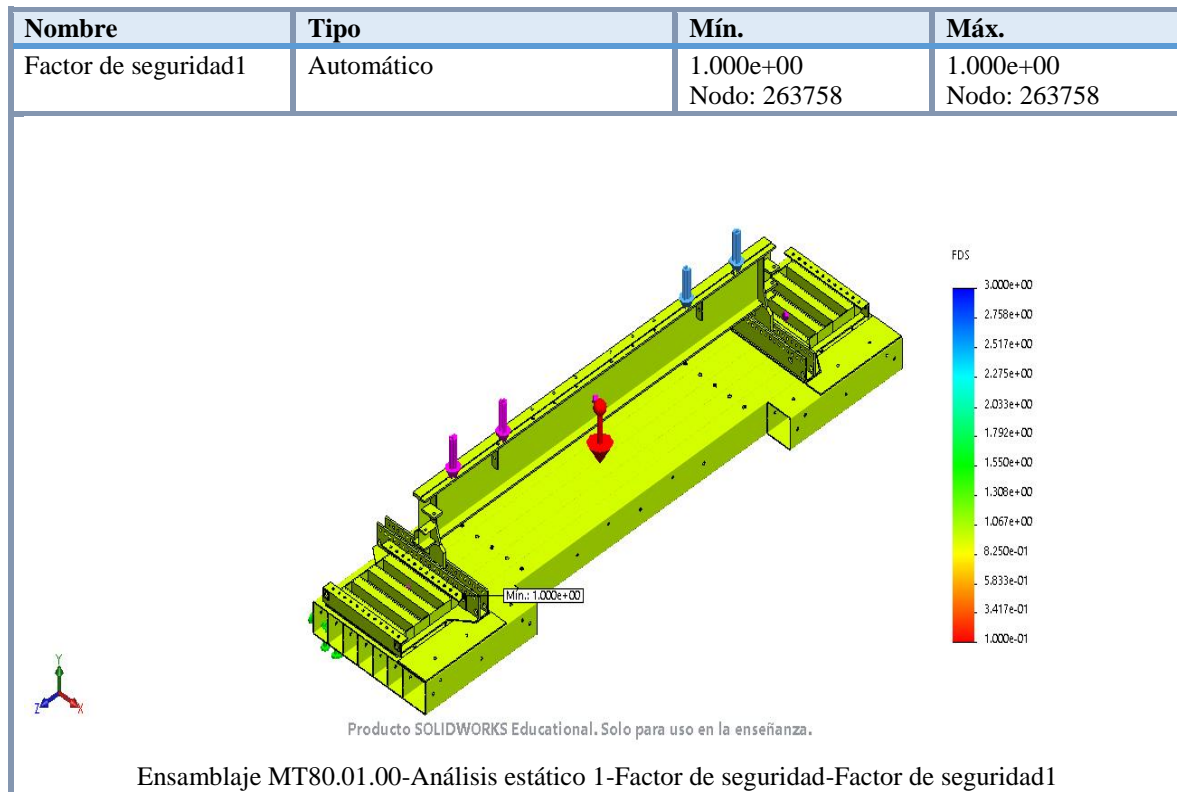 Nombre Tipo Mín. Máx.
Factor de seguridad1 Automático 1.000e+00 1.000e+00
Nodo: 263758 Nodo: 263758
FDS
3.000e+00
2.758e+00
2.517e+00
2.275e+00
2.033e+00
1.792e+00
1.550e+00
1.308e+00
1.067e+00
8.250e-01
5.833e-01
3.417e-01
1.000e-01
Mín.: 1.000e+00
Y
Z
X
Producto SOLIDWORKS Educational. Solo para uso en la enseñanza.
Ensamblaje MT80.01.00-Análisis estático 1-Factor de seguridad-Factor de seguridad1